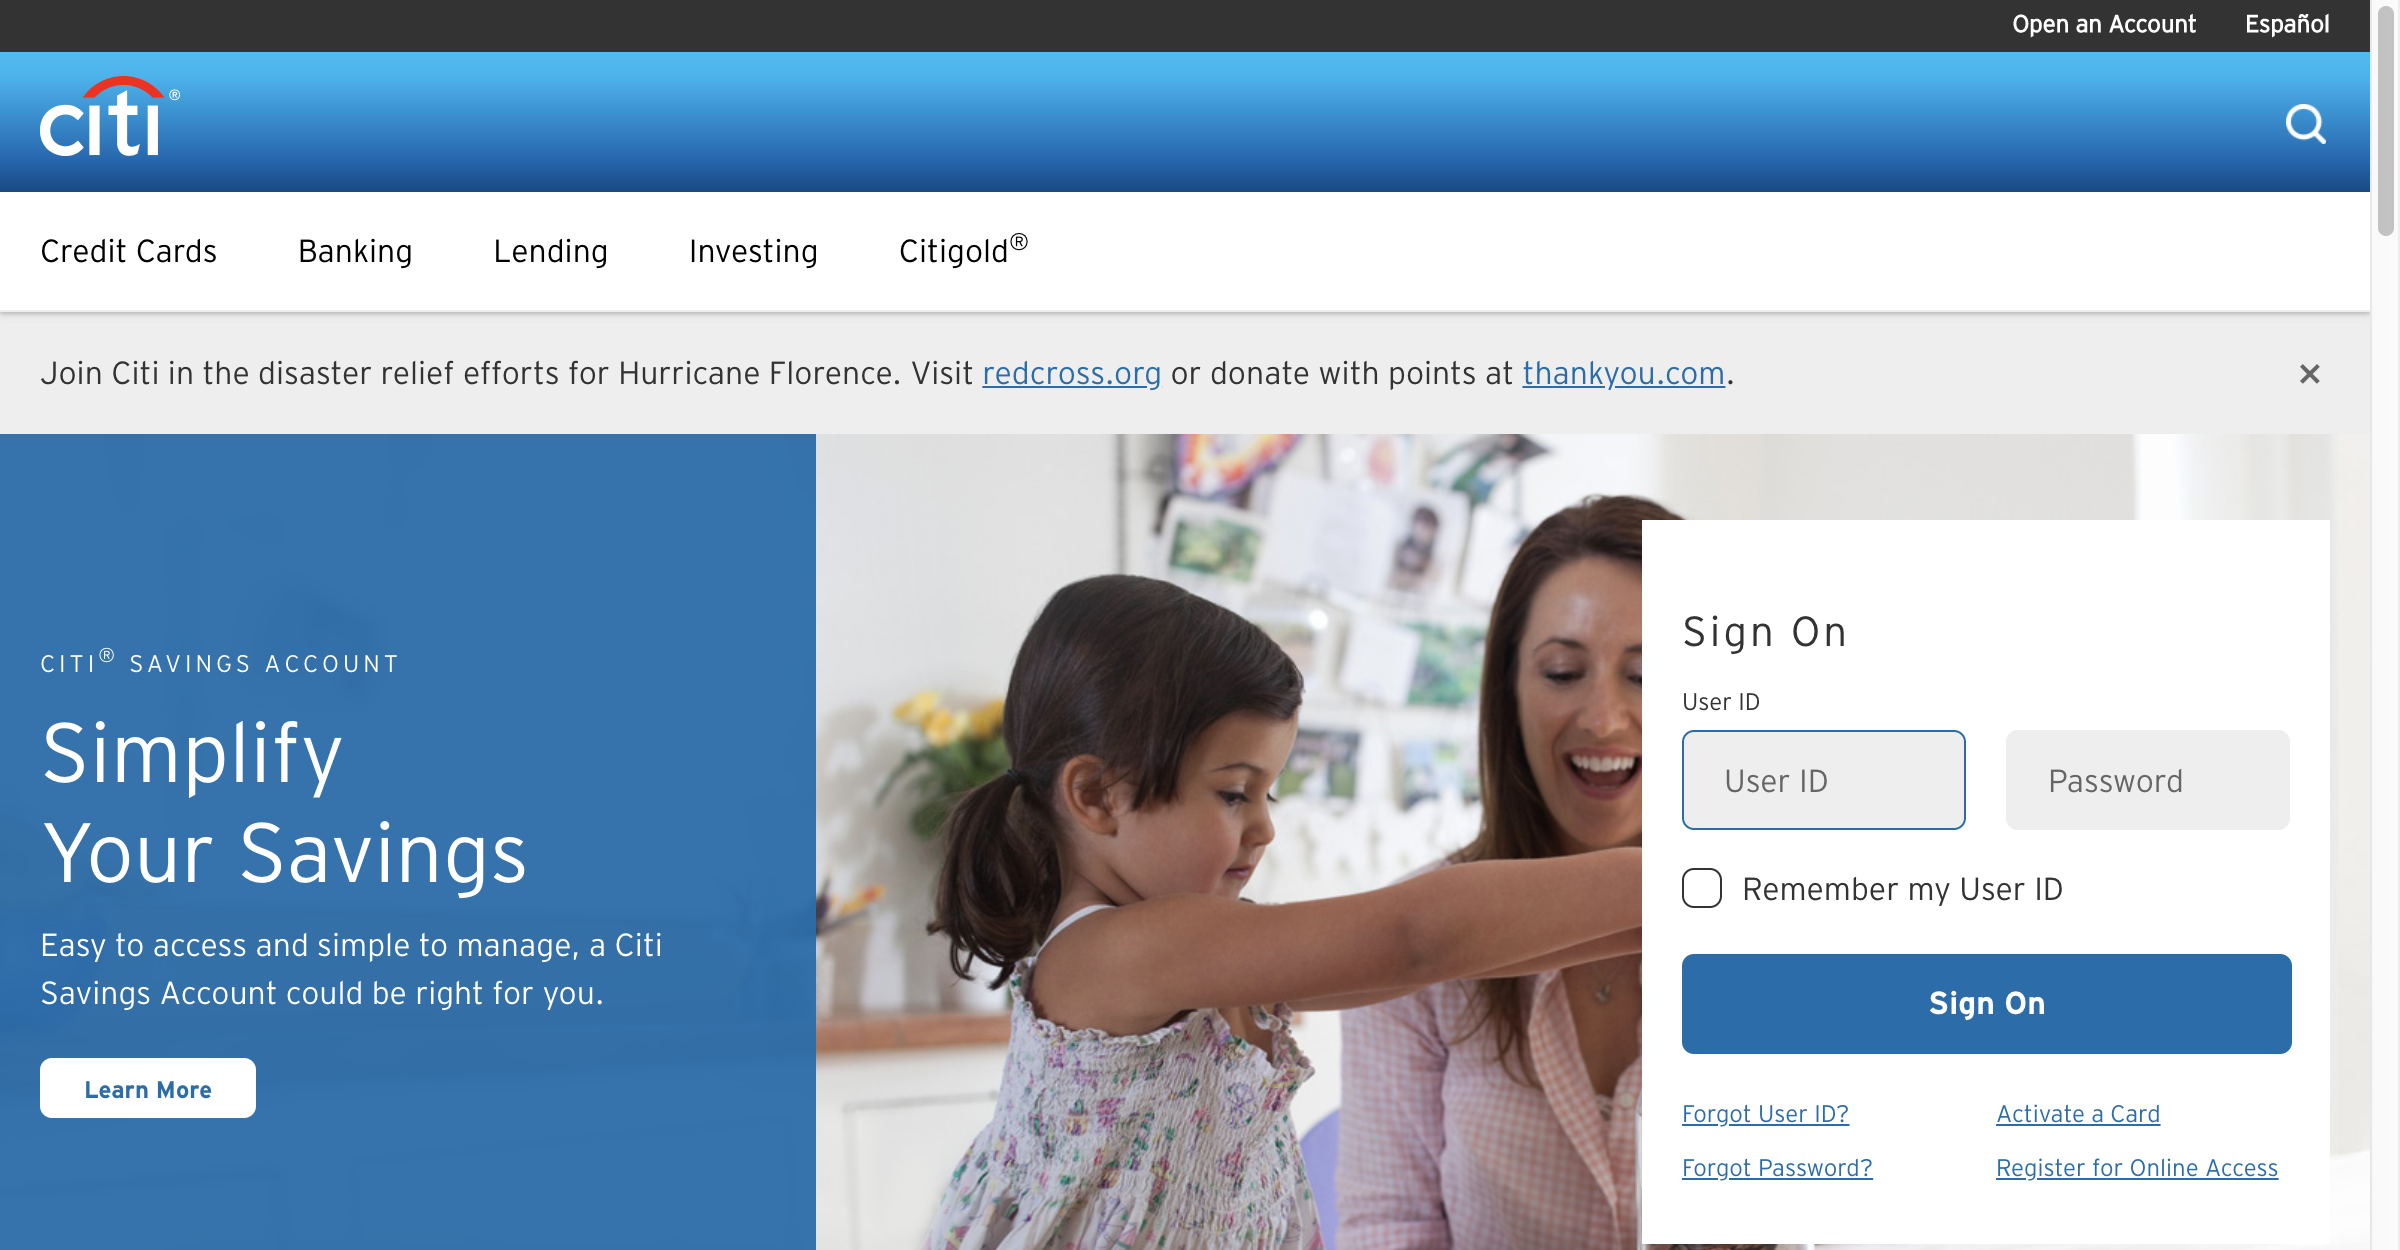 Open an Account Español
citi®
Credit Cards Banking Lending Investing Citigold®
Join Citi in the disaster relief efforts for Hurricane Florence. Visit redcross.org or donate with points at thankyou.com.
CITI® SAVINGS ACCOUNT
Simplify
Your Savings
Easy to access and simple to manage, a Citi
Savings Account could be right for you.
Learn More
Sign On
User ID
User ID Password
Remember my User ID
Sign On
Forgot User ID? Activate a Card
Forgot Password? Register for Online Access